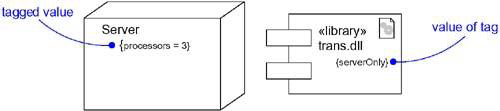 tagged value
Server
{processors = 3}
«library»
trans.dll
{serverOnly}
value of tag